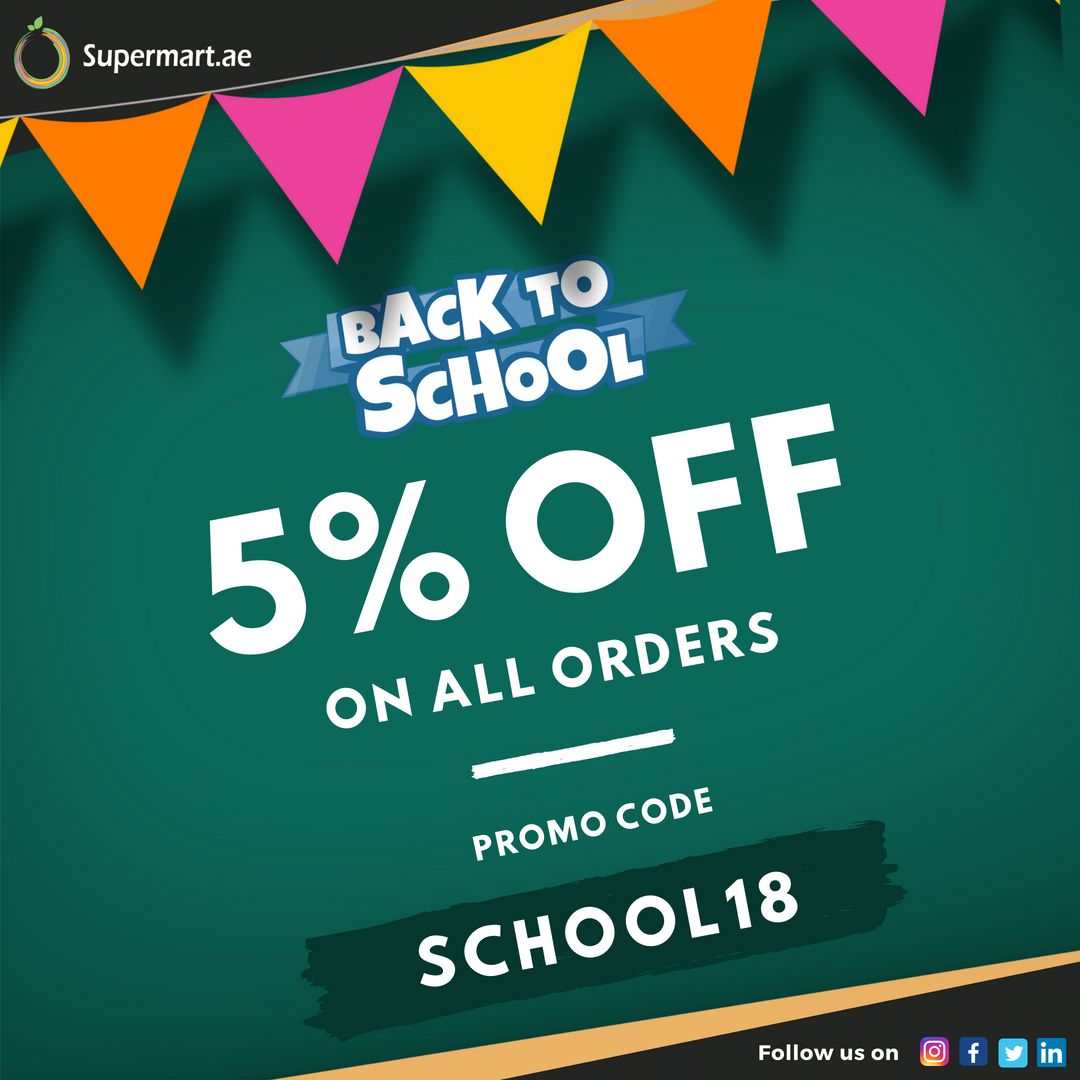 Supermart.ae
BACK TO
SCHOOL
5% OFF
ON ALL ORDERS
PROMO CODE
SCHOOL18
Follow us on